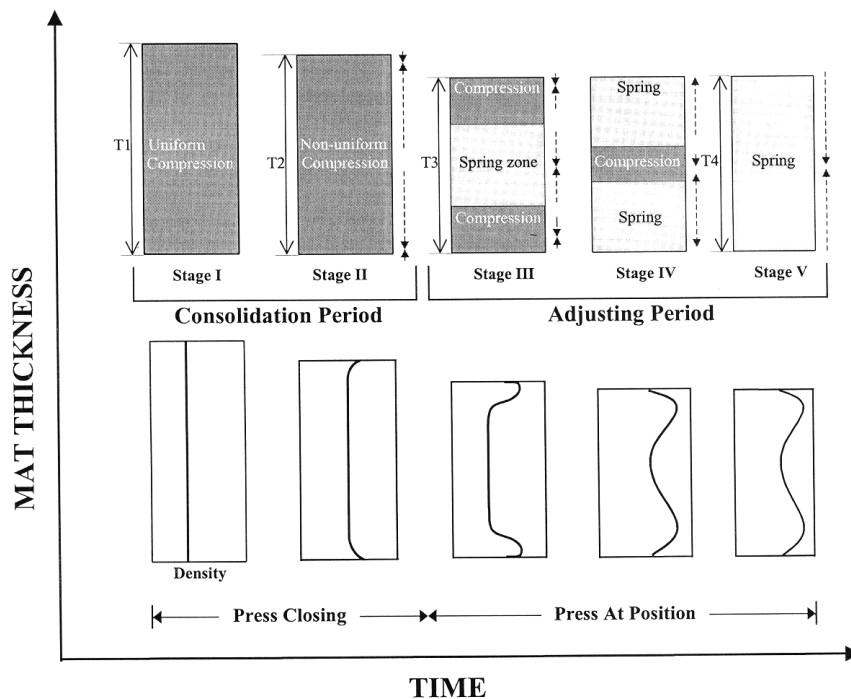 MAT THICKNESS
T1
Uniform
Compression
Stage I
T2
Non-uniform
Compression
Stage II
Consolidation Period
T3
Compression
Spring zone
Compression
Stage III
Spring
Compression
Spring
Stage IV
T4
Spring
Stage V
Adjusting Period
Density
Press Closing
Press At Position
TIME